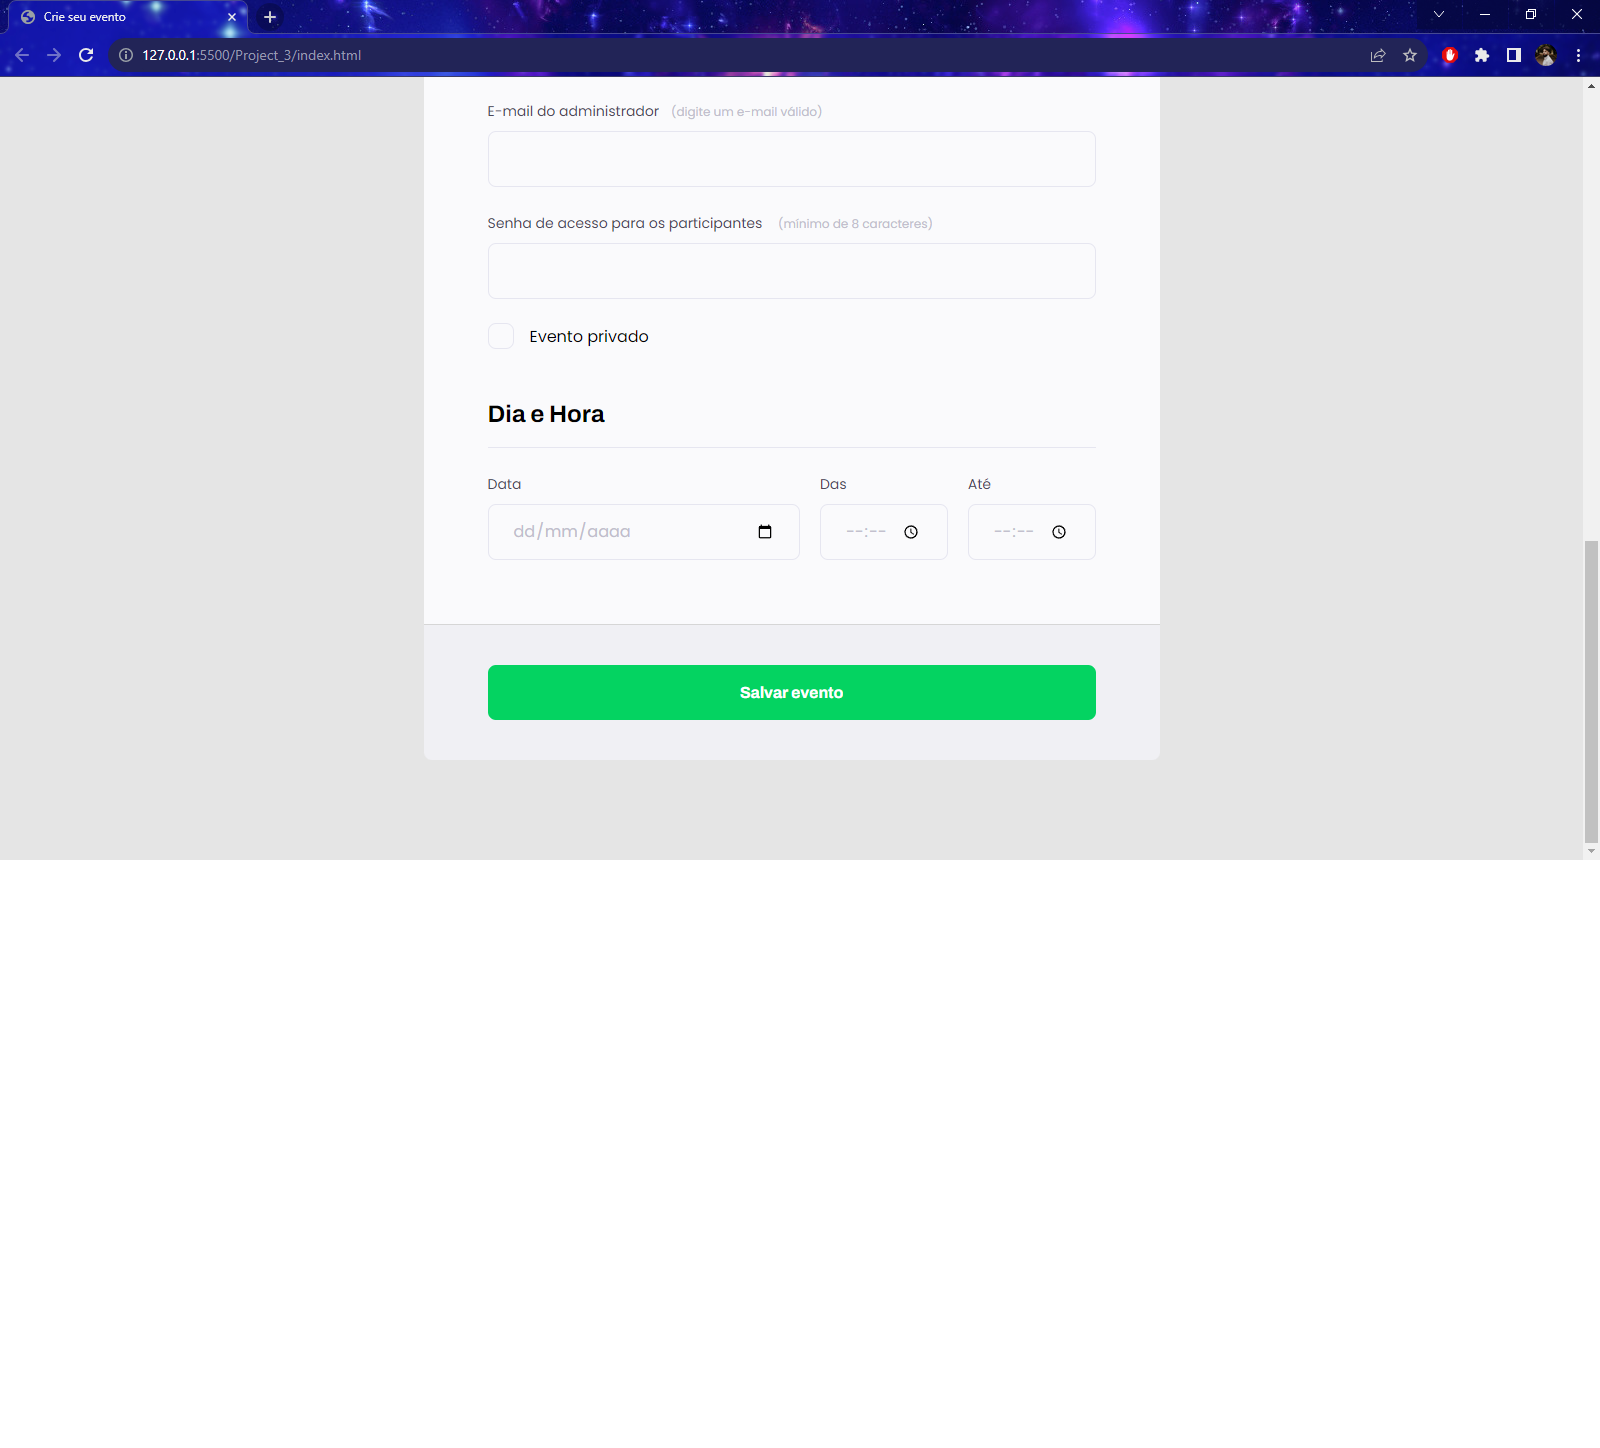 Crie seu evento
127.0.0.1:5500/Project_3/index.html
E-mail do administrador (digite um e-mail válido)
Senha de acesso para os participantes (mínimo de 8 caracteres)
Evento privado
Dia e Hora
Data Das Até
dd/mm/aaaa --:-- --:--
Salvar evento